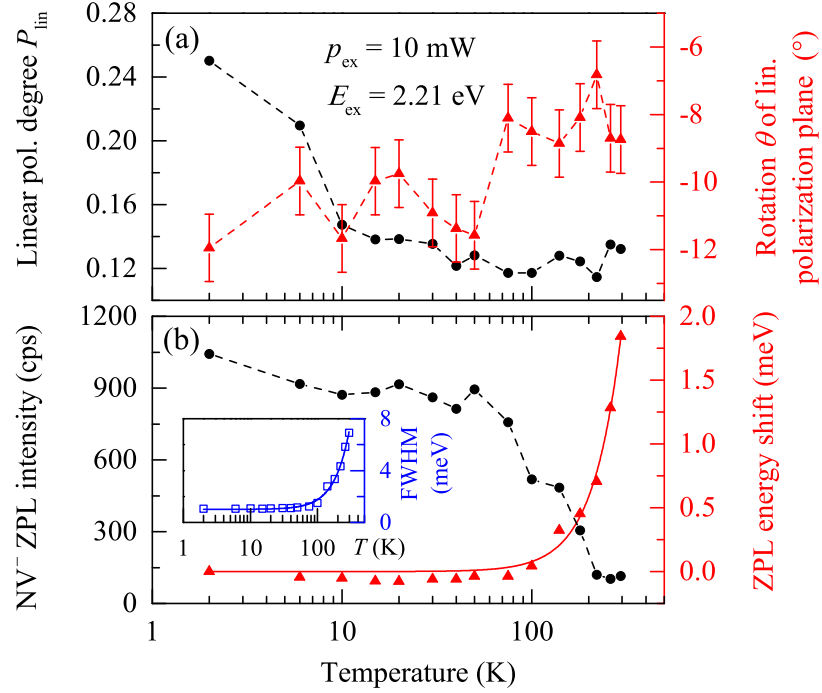 (a)
p_ex = 10 mW
E_ex = 2.21 eV
Linear pol. degree P_lin
0.28
0.24
0.20
0.16
0.12
-6
-8
-10
-12
Rotation θ of lin.
polarization plane (°)
(b)
NV⁻ ZPL intensity (cps)
1200
900
600
300
0
2.0
1.5
1.0
0.5
0.0
ZPL energy shift (meV)
8
4
0
FWHM
(meV)
1 10 100 T (K)
1 10 100
Temperature (K)